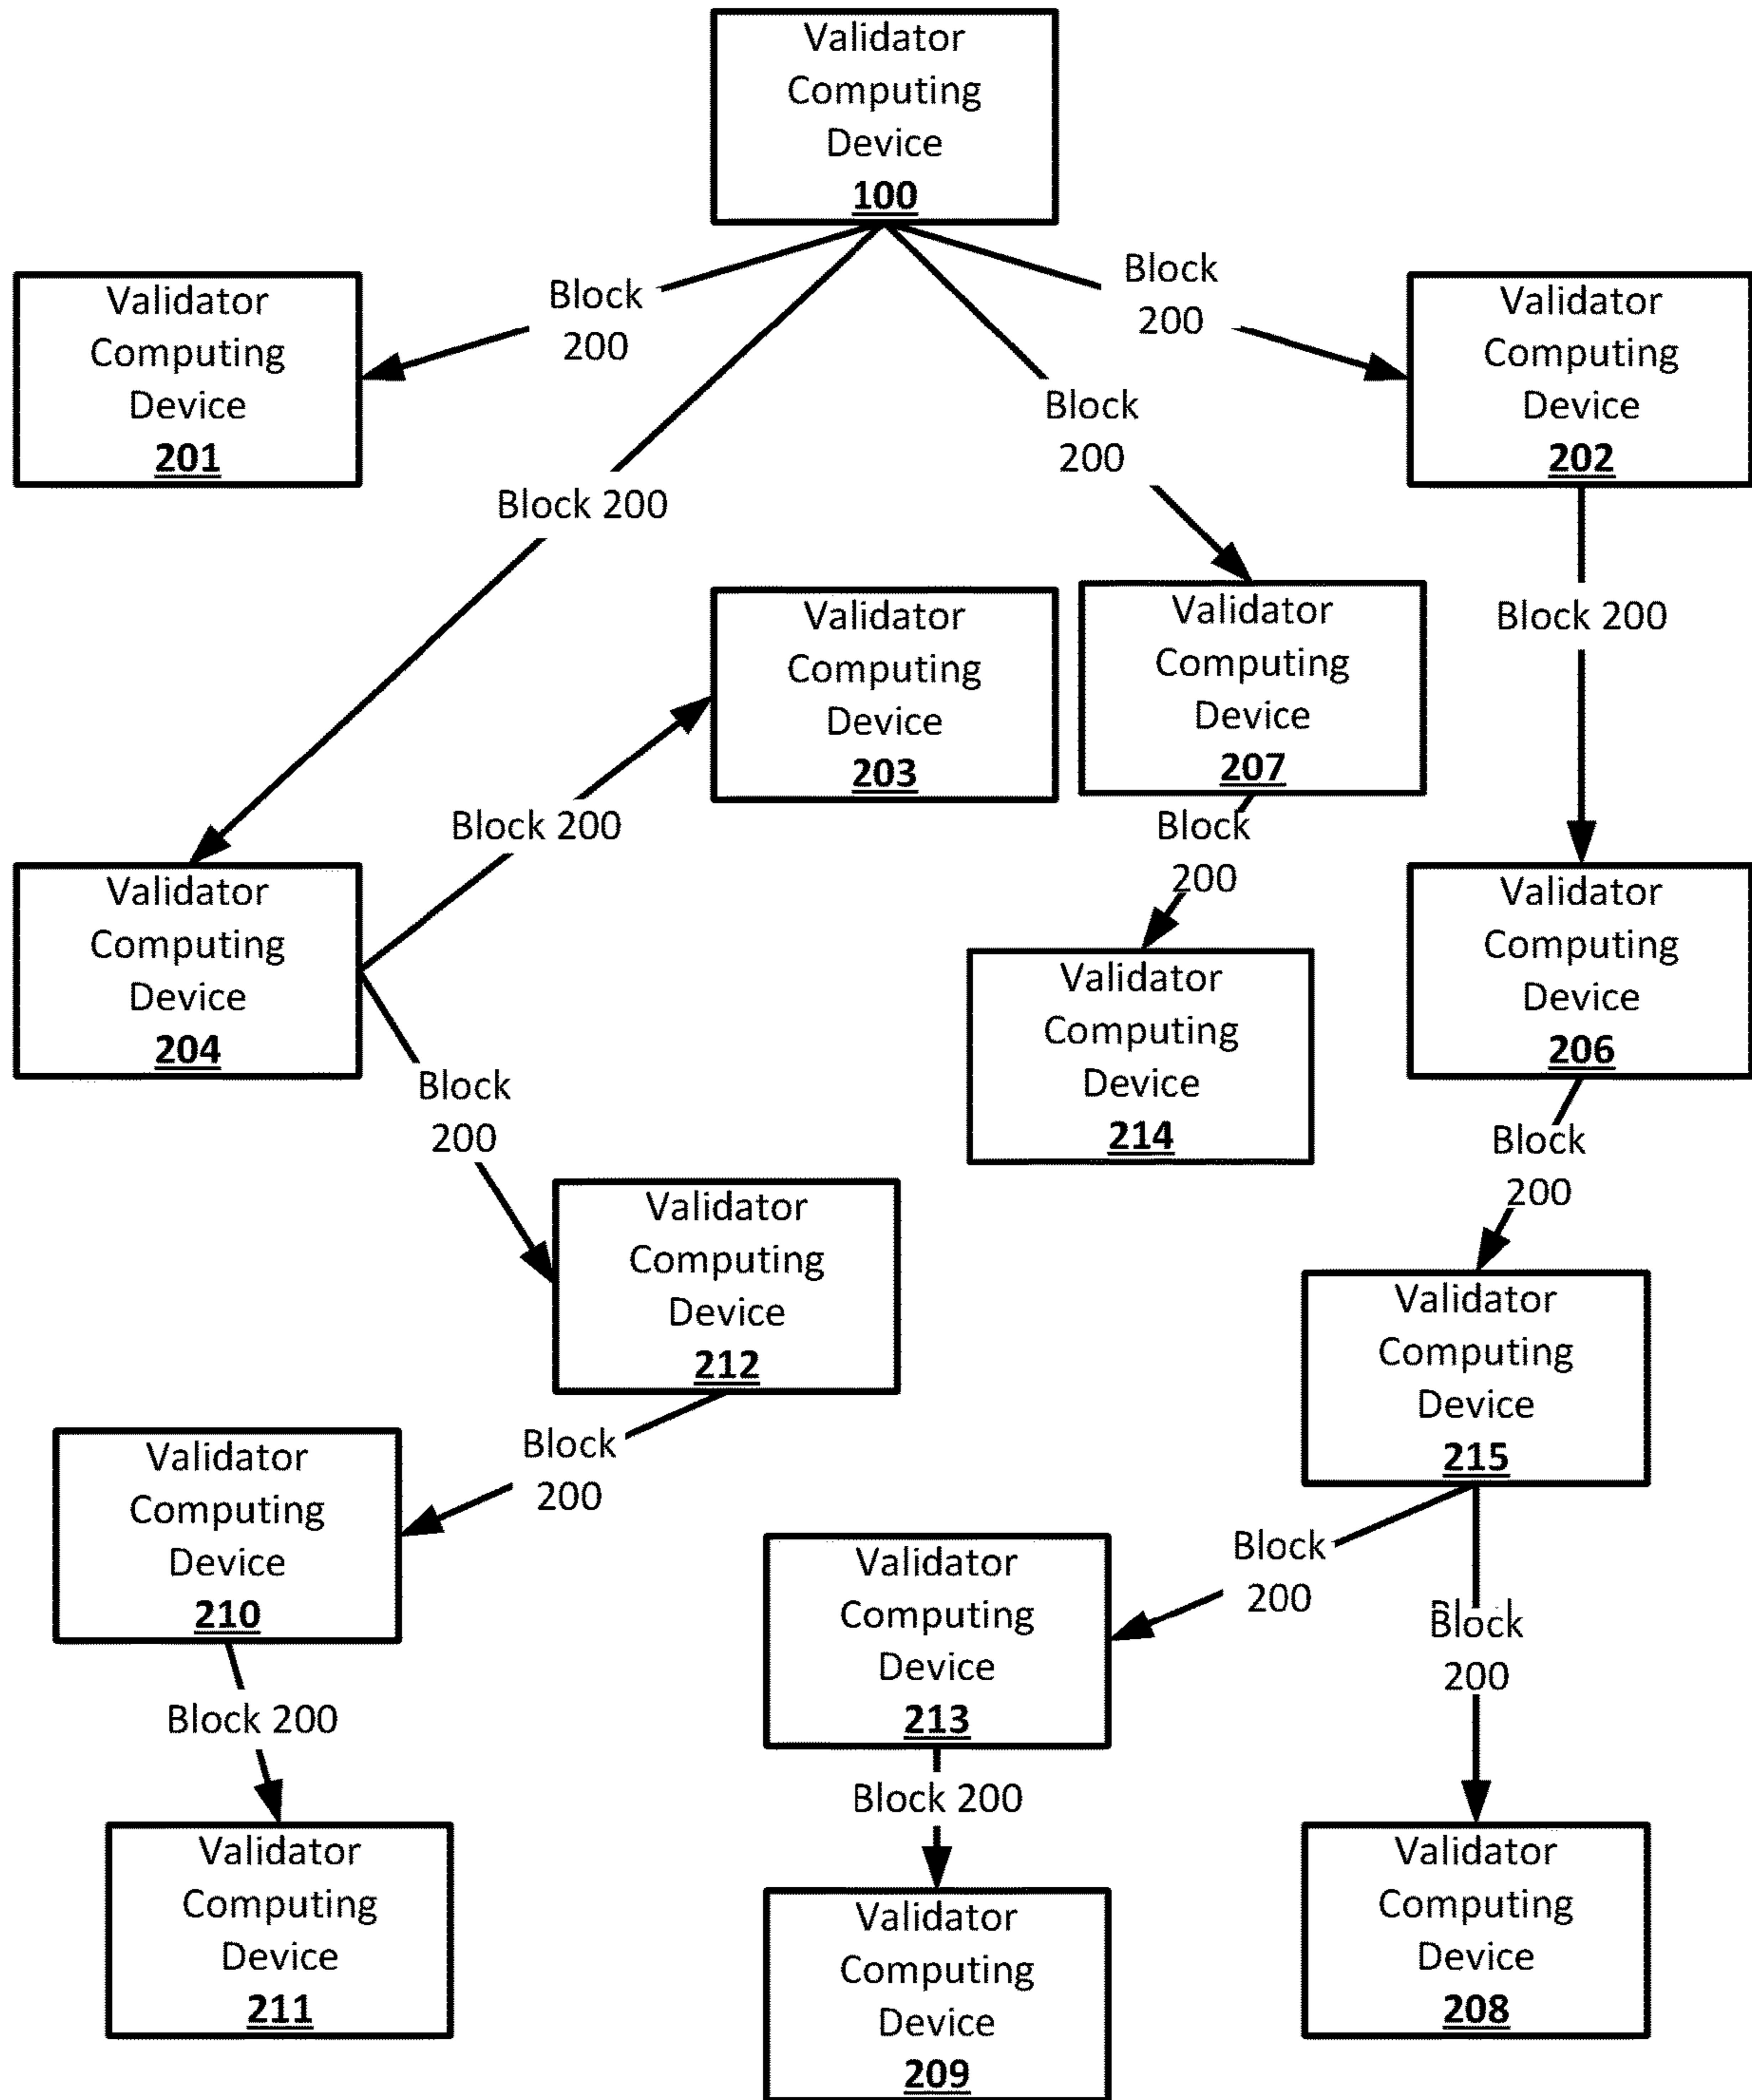 Validator
Computing
Device
100
Block
200
Block
200
Validator
Computing
Device
201
Validator
Computing
Device
202
Block
200
Block 200
Validator
Computing
Device
203
Validator
Computing
Device
207
Block 200
Block 200
Block
200
Validator
Computing
Device
204
Validator
Computing
Device
206
Validator
Computing
Device
214
Block
200
Block
200
Validator
Computing
Device
212
Validator
Computing
Device
215
Block
200
Validator
Computing
Device
210
Block
200
Validator
Computing
Device
213
Block
200
Block 200
Block 200
Validator
Computing
Device
211
Validator
Computing
Device
209
Validator
Computing
Device
208